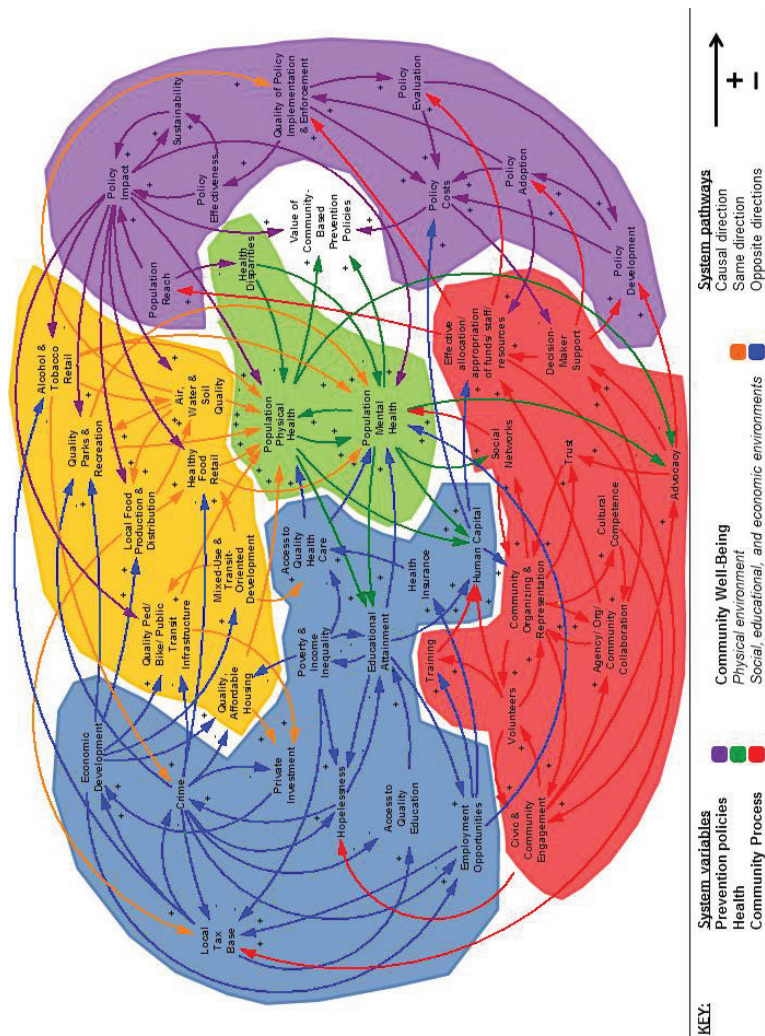 Economic
Development
Crime
Local
Tax
Base
Private
Investment
Hopelessness
Access to
Quality
Education
Employment
Opportunities
Poverty &
Income
Inequality
Educational
Attainment
Access to
Quality
Health
Care
Health
Insurance
Human Capital
Alcohol &
Tobacco
Retail
Quality
Parks &
Recreation
Local Food
Production &
Distribution
Air,
Water &
Soil
Quality
Healthy
Food
Retail
Quality Ped/
Bike/ Public
Transit
Infrastructure
Mixed-Use &
Transit-
Oriented
Development
Quality,
Affordable
Housing
Policy
Impact
Sustainability
Quality of Policy
Implementation
& Enforcement
Policy
Effectiveness
Population
Reach
Policy
Evaluation
Policy
Costs
Policy
Adoption
Policy
Development
Value of
Community-
Based
Prevention
Policies
Health
Disparities
Population
Physical
Health
Population
Mental
Health
Effective
allocation/
appropriation
of funds/ staff/
resources
Decision-
Maker
Support
Social
Networks
Trust
Training
Community
Organizing &
Representation
Cultural
Competence
Volunteers
Agency/ Org/
Community
Collaboration
Civic &
Community
Engagement
Advocacy
KEY:
System variables
Prevention policies
Health
Community Process
Community Well-Being
Physical environment
Social, educational, and economic environments
System pathways
Causal direction
Same direction +
Opposite directions –